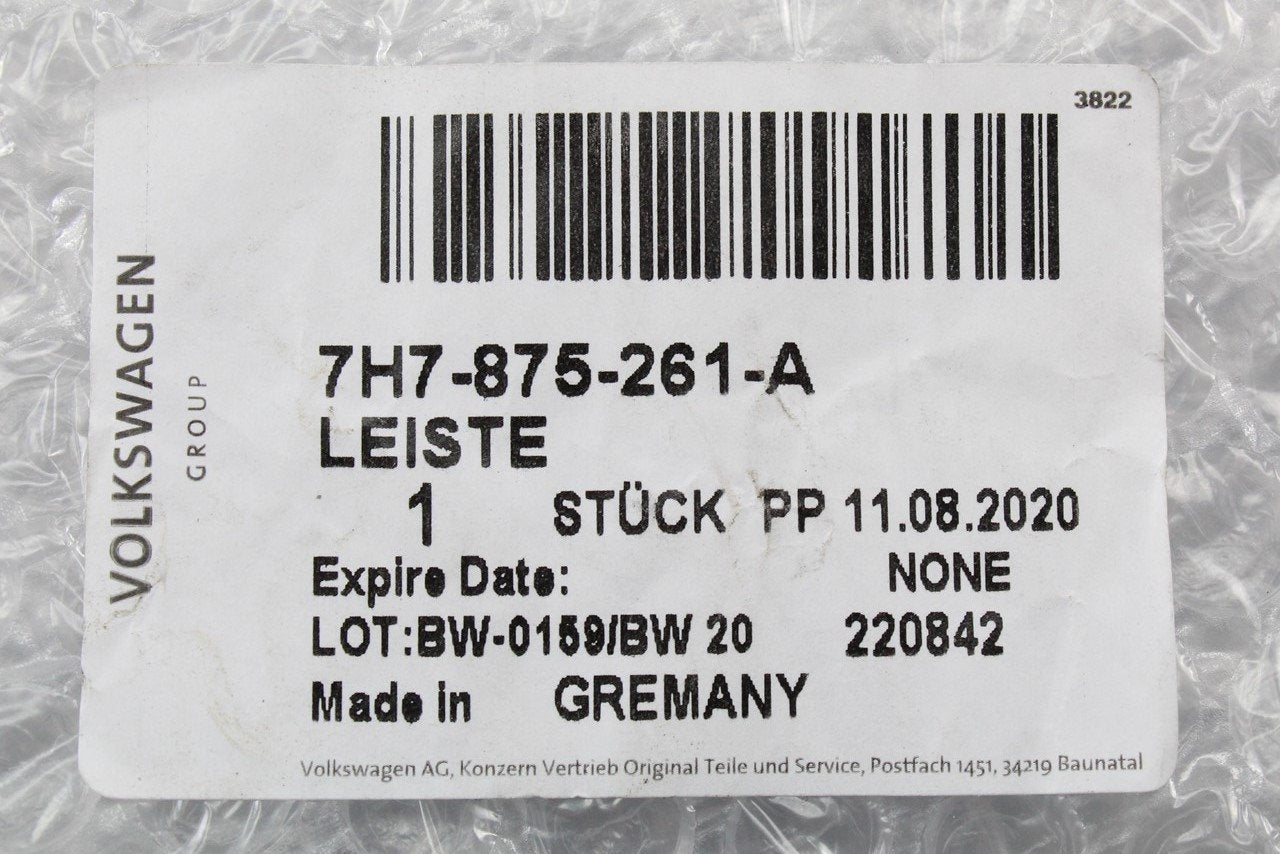 3822
VOLKSWAGEN
GROUP
7H7-875-261-A
LEISTE
1 STÜCK PP 11.08.2020
Expire Date: NONE
LOT:BW-0159/BW 20 220842
Made in GREMANY
Volkswagen AG, Konzern Vertrieb Original Teile und Service, Postfach 1451, 34219 Baunatal